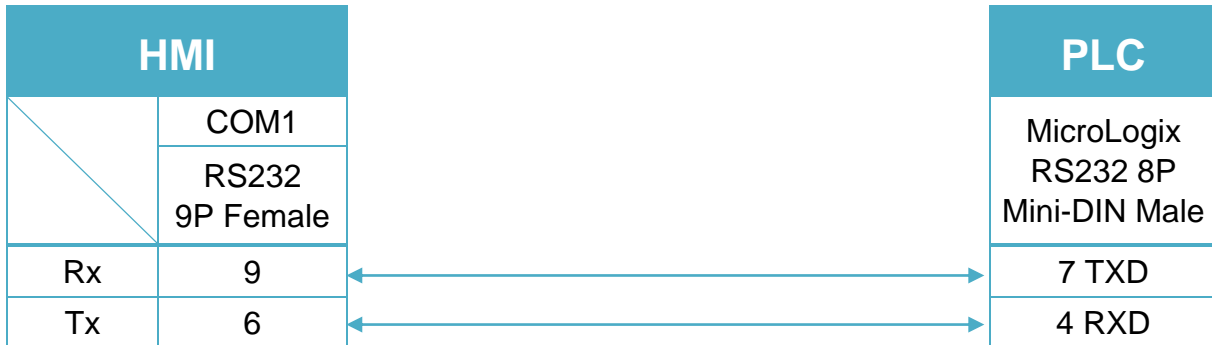 HMI
PLC
COM1
RS232
9P Female
MicroLogix
RS232 8P
Mini-DIN Male
Rx 9 7 TXD
Tx 6 4 RXD